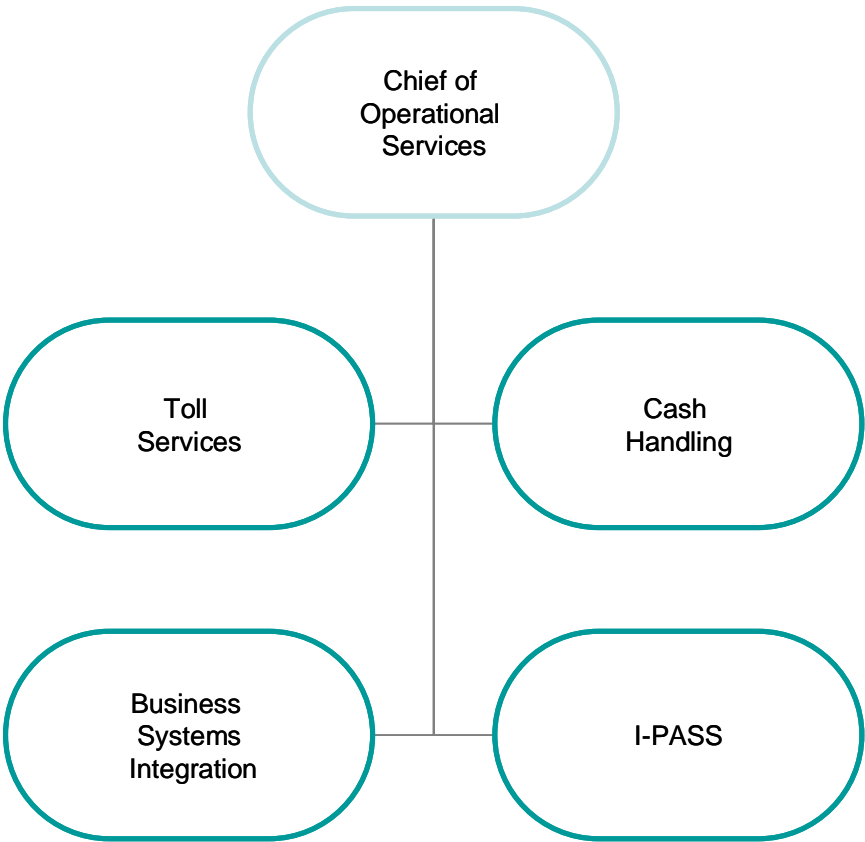 Chief of
Operational
Services
Toll
Services
Cash
Handling
Business
Systems
Integration
I-PASS